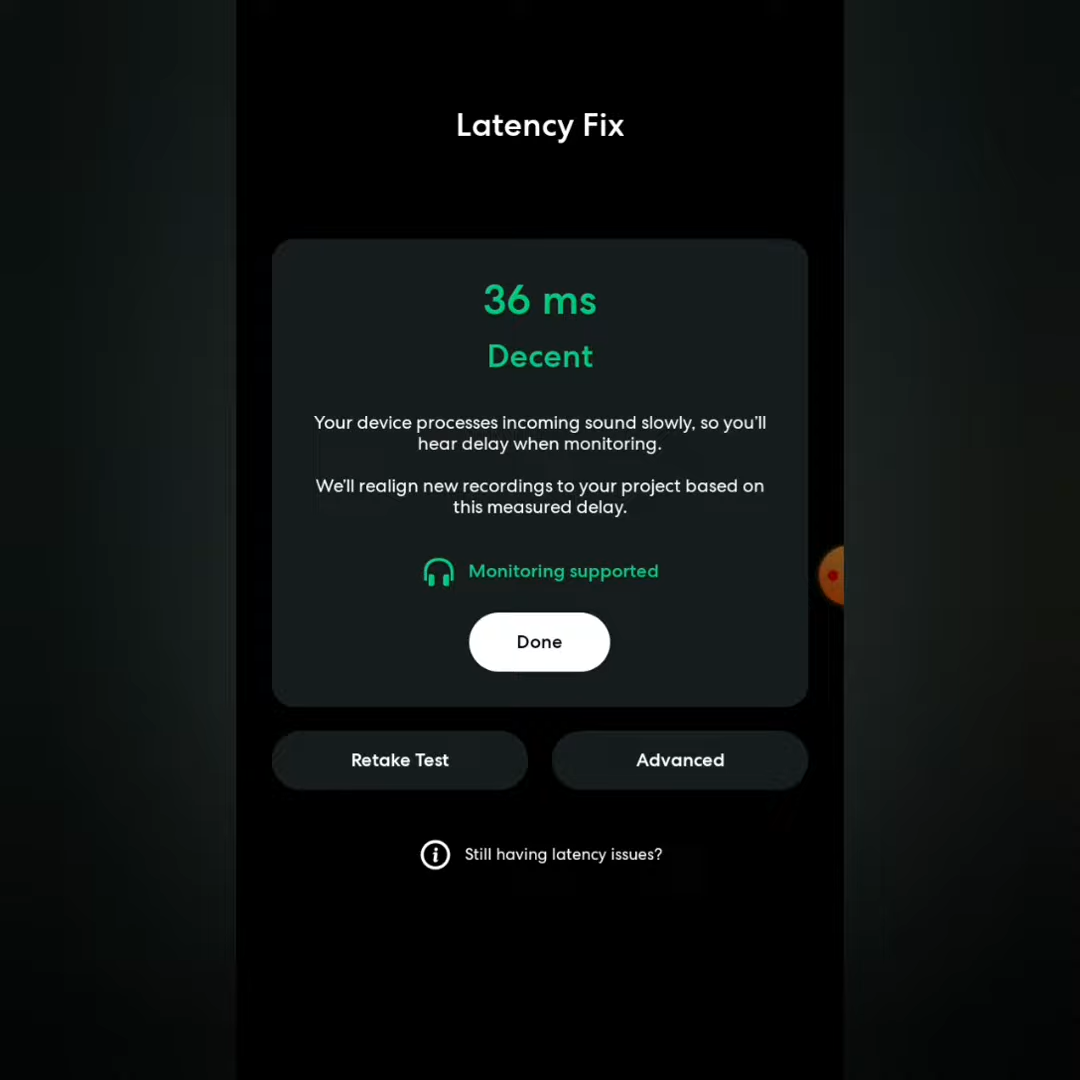 Latency Fix
36 ms
Decent
Your device processes incoming sound slowly, so you'll
hear delay when monitoring.
We'll realign new recordings to your project based on
this measured delay.
Monitoring supported
Done
Retake Test
Advanced
Still having latency issues?